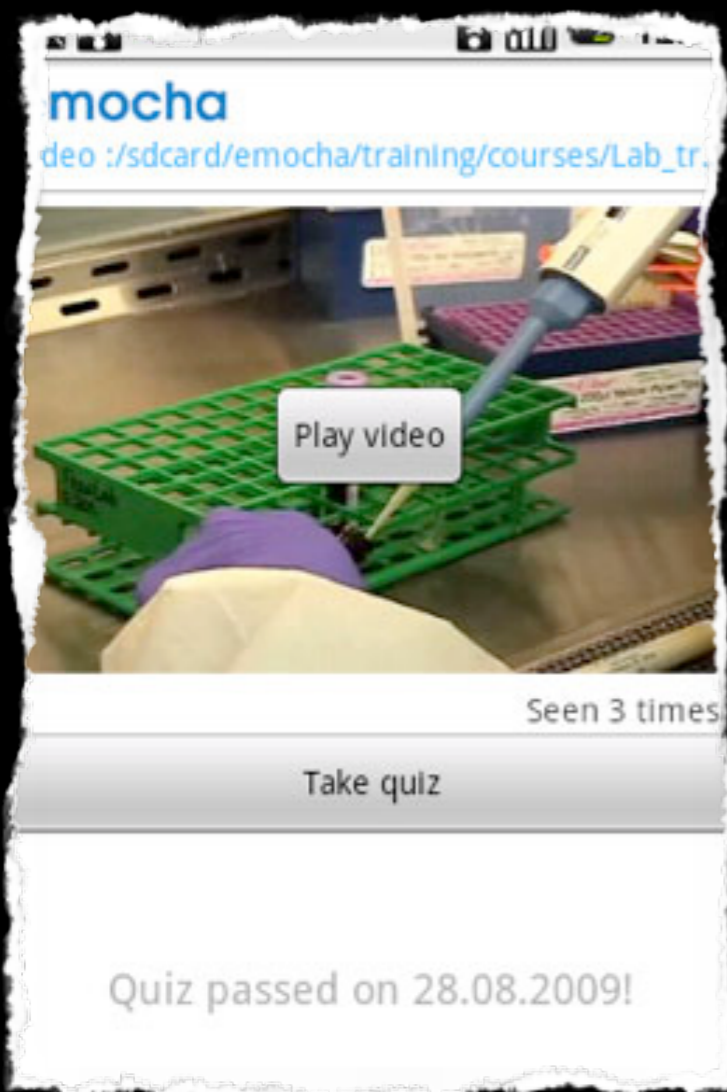 emocha
deo :/sdcard/emocha/training/courses/Lab_tr.
Play video
Seen 3 times
Take quiz
Quiz passed on 28.08.2009!